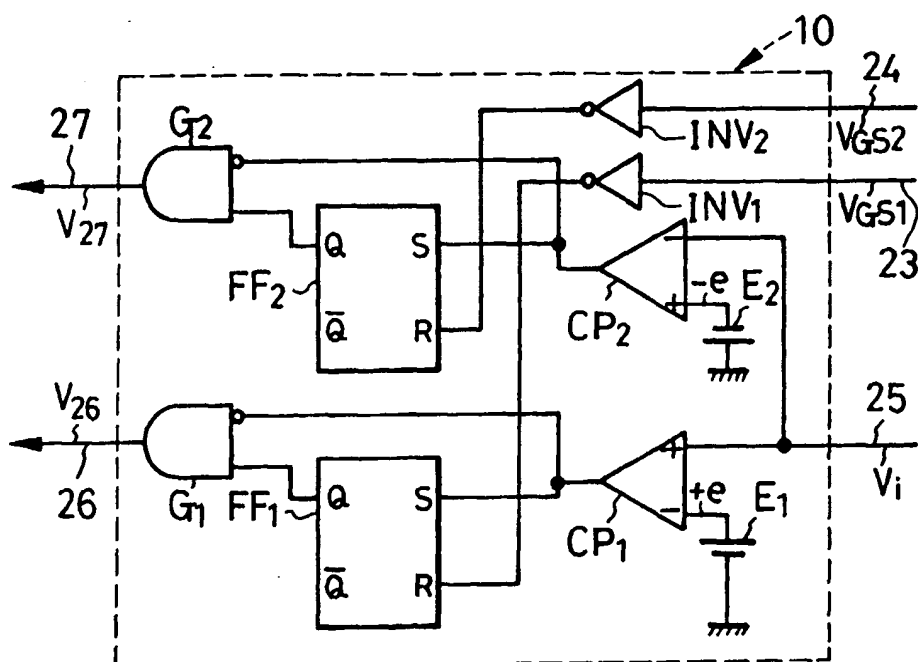 10
24
27
G2
INV2
VGS2
V27
INV1
VGS1
23
Q
S
FF2
Q̅
R
CP2
−
+
−e
E2
V26
26
G1
25
Vi
FF1
Q
S
Q̅
R
CP1
+
−
+e
E1